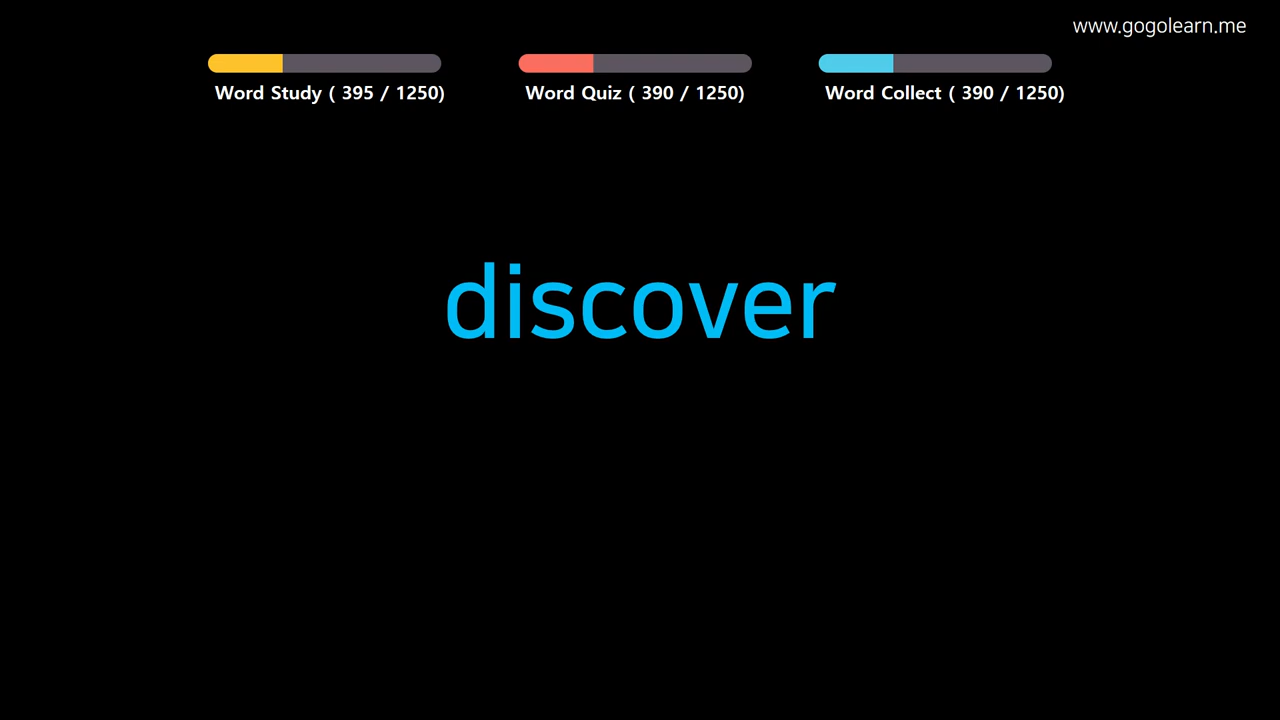 www.gogolearn.me
Word Study ( 395 / 1250)
Word Quiz ( 390 / 1250)
Word Collect ( 390 / 1250)
discover